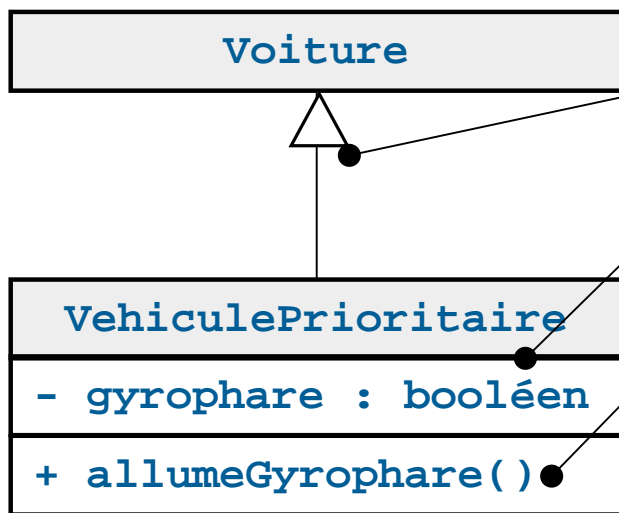 Voiture
VehiculePrioritaire
- gyrophare : booléen
+ allumeGyrophare()